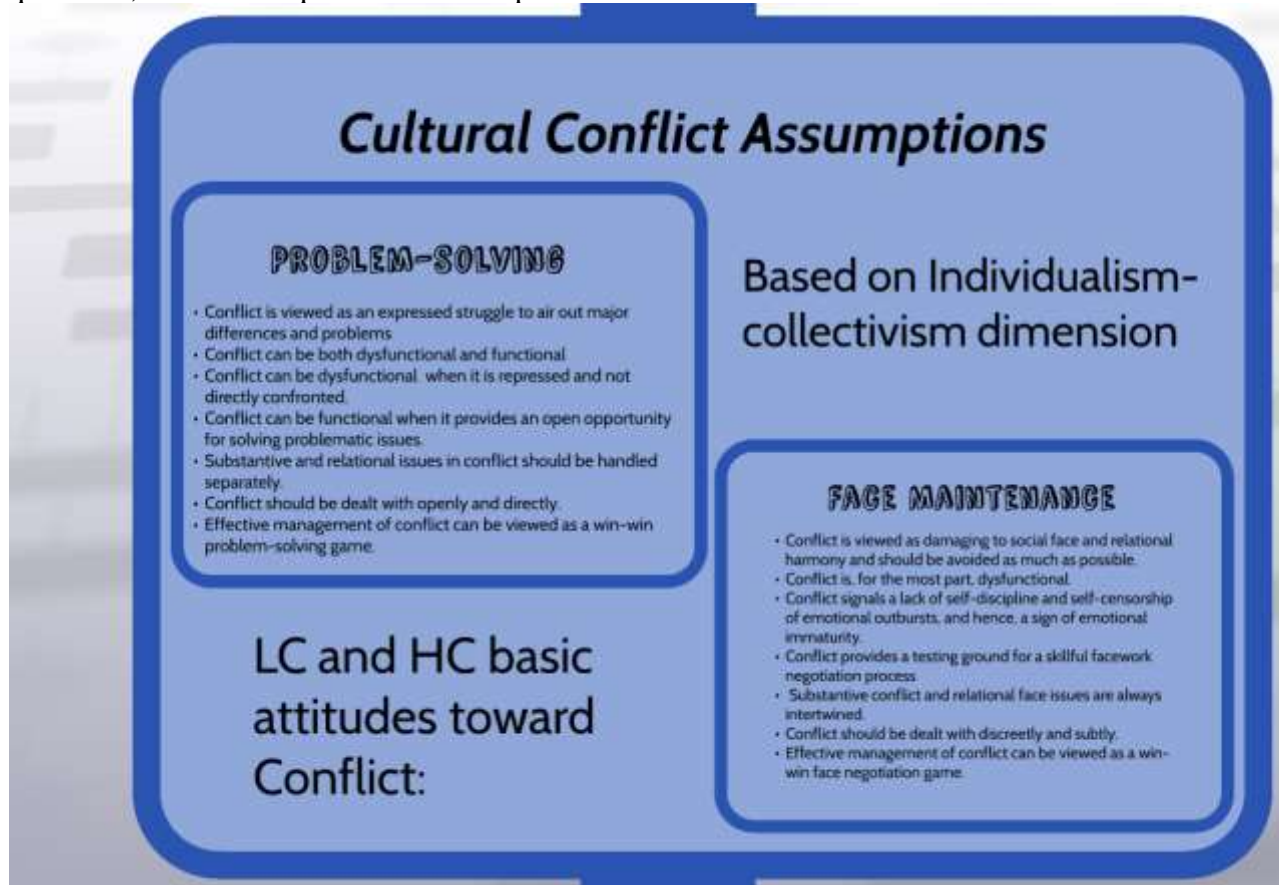 Cultural Conflict Assumptions
PROBLEM-SOLVING
• Conflict is viewed as an expressed struggle to air out major
differences and problems
• Conflict can be both dysfunctional and functional
• Conflict can be dysfunctional when it is repressed and not
directly confronted.
• Conflict can be functional when it provides an open opportunity
for solving problematic issues.
• Substantive and relational issues in conflict should be handled
separately.
• Conflict should be dealt with openly and directly.
• Effective management of conflict can be viewed as a win-win
problem-solving game.
Based on Individualism-
collectivism dimension
LC and HC basic
attitudes toward
Conflict:
FACE MAINTENANCE
• Conflict is viewed as damaging to social face and relational
harmony and should be avoided as much as possible.
• Conflict is, for the most part, dysfunctional.
• Conflict signals a lack of self-discipline and self-censorship
of emotional outbursts, and hence, a sign of emotional
immaturity.
• Conflict provides a testing ground for a skillful facework
negotiation process
• Substantive conflict and relational face issues are always
intertwined.
• Conflict should be dealt with discreetly and subtly.
• Effective management of conflict can be viewed as a win-
win face negotiation game.